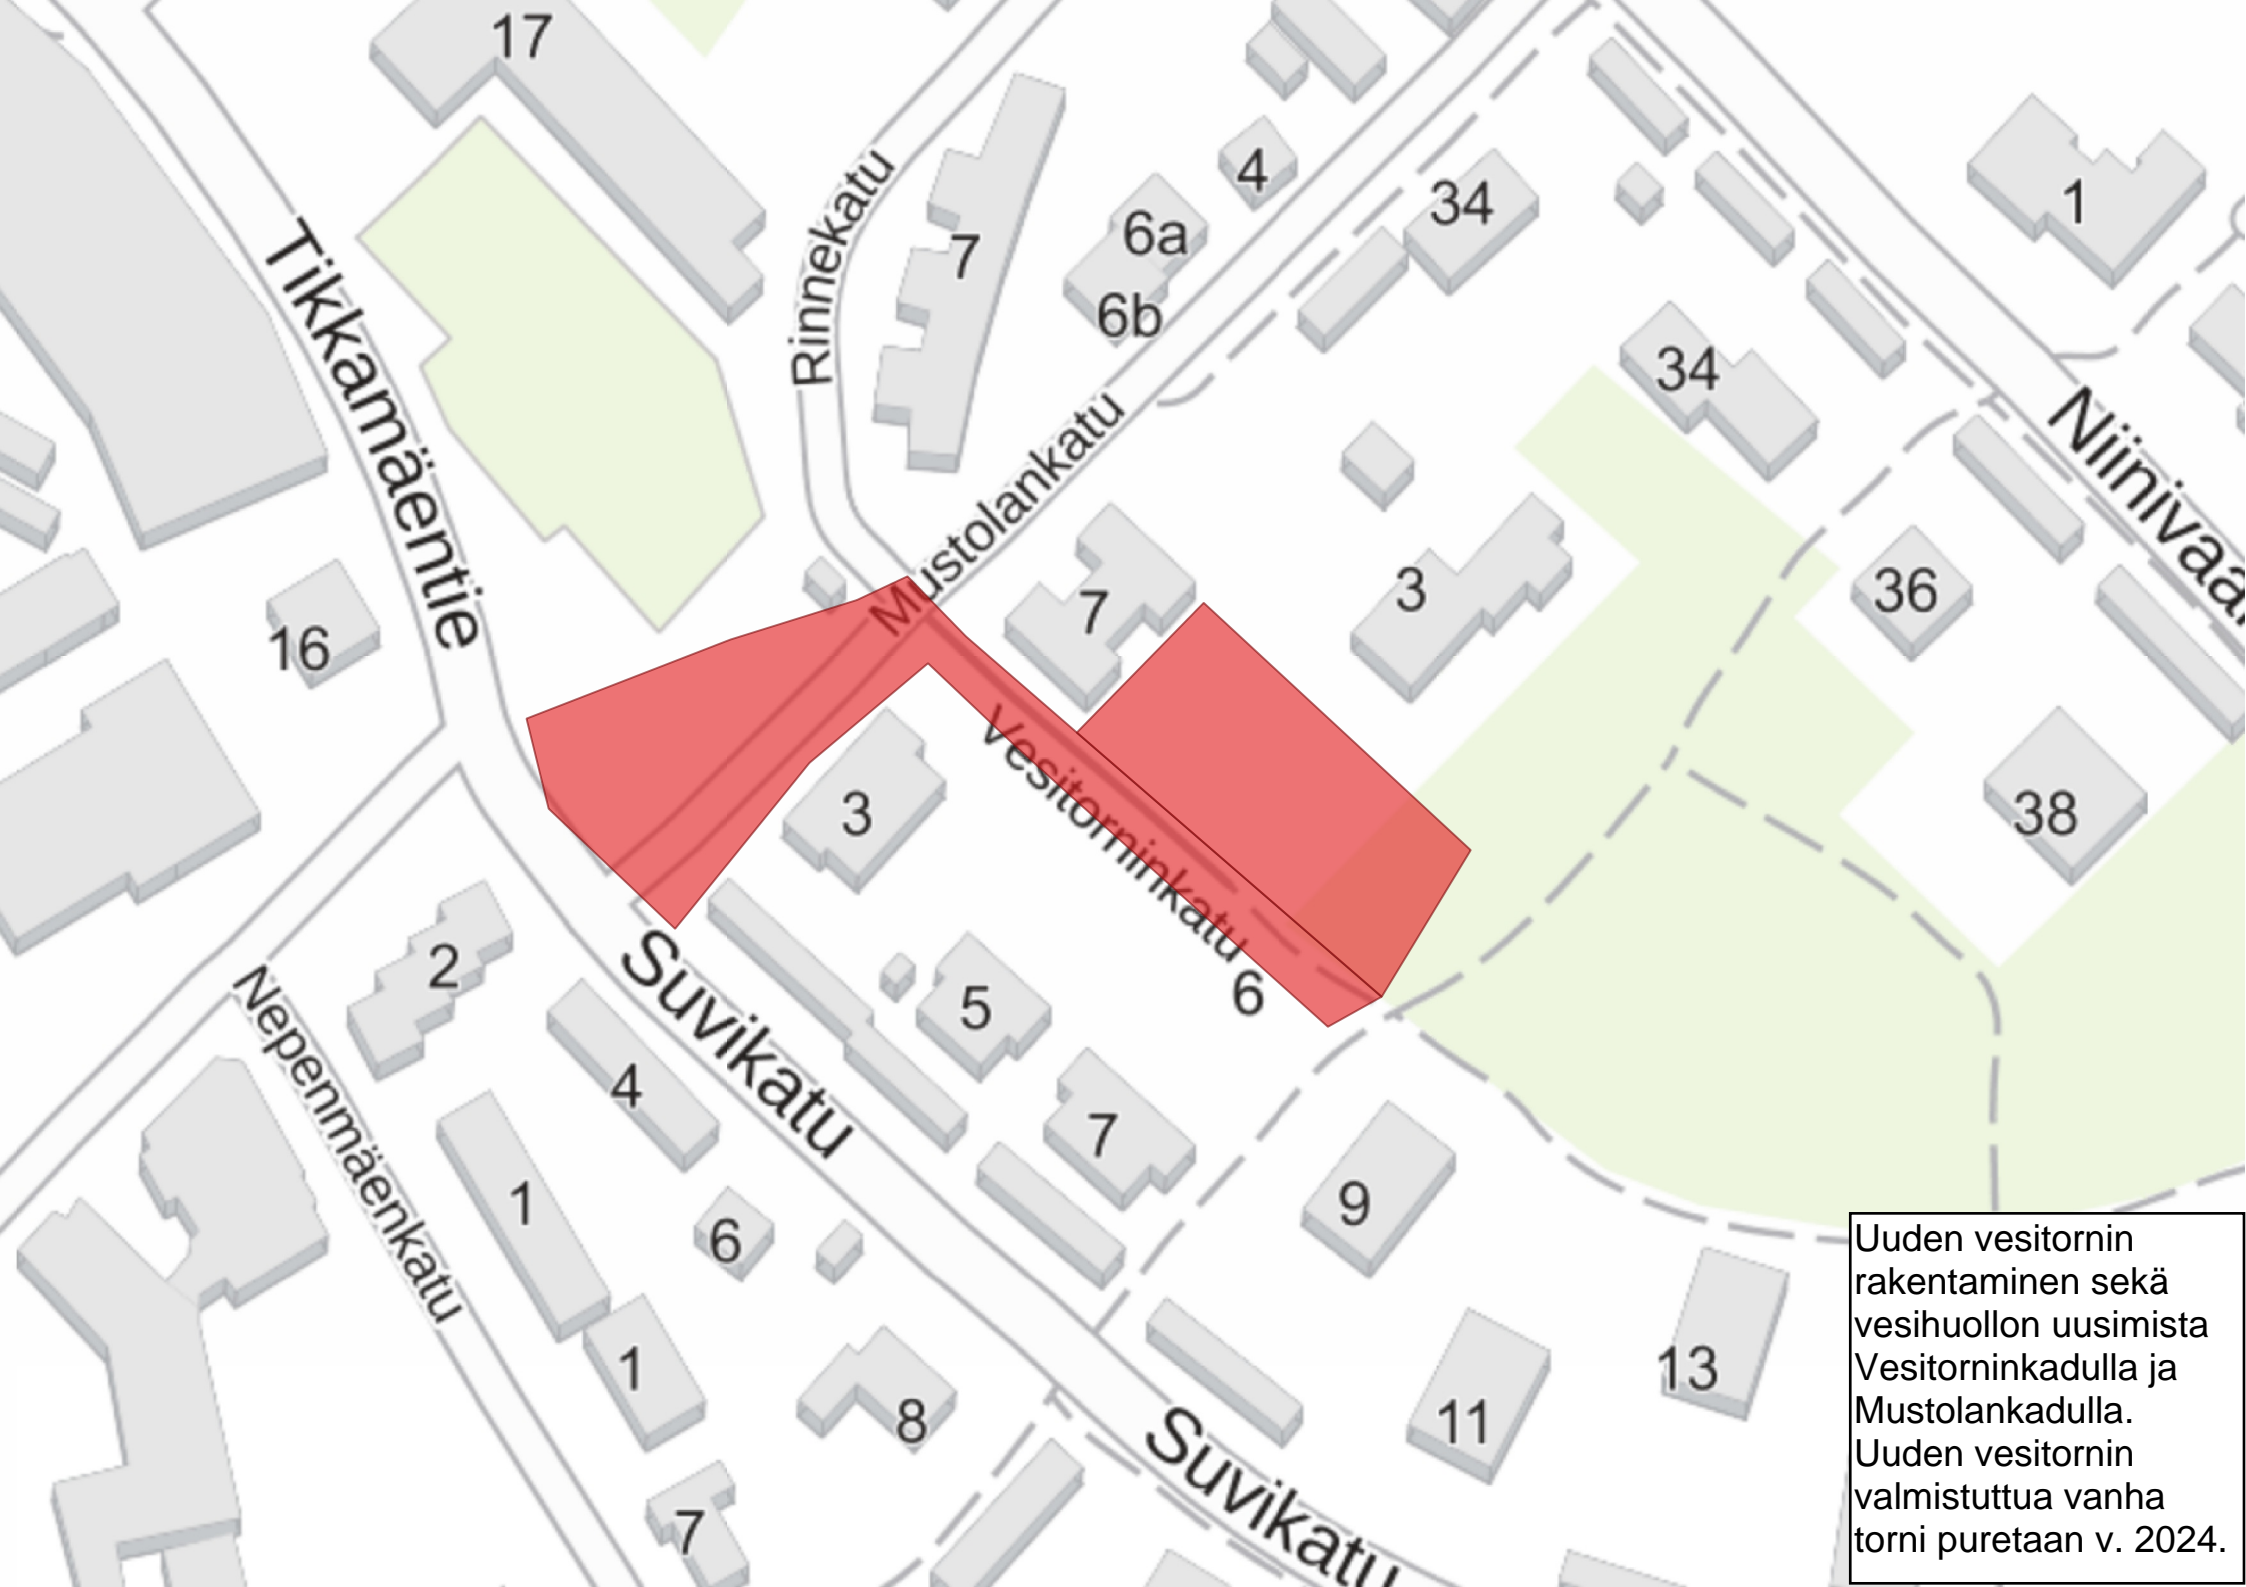 17
Tikkamäentie
Rinnekatu
7
4
6a
6b
34
1
34
Mustolankatu
16
7
3
36
38
3
Vesitorninkatu
6
2
Suvikatu
5
7
4
Nepenmäenkatu
1
6
9
1
8
11
13
7
Suvikatu
Uuden vesitornin
rakentaminen sekä
vesihuollon uusimista
Vesitorninkadulla ja
Mustolankadulla.
Uuden vesitornin
valmistuttua vanha
torni puretaan v. 2024.